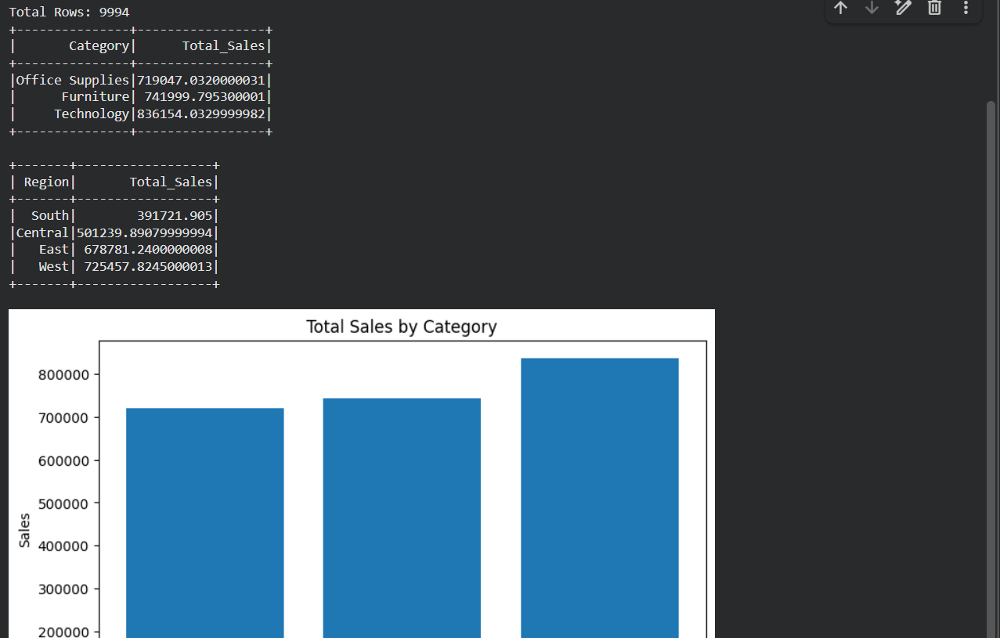 Total Rows: 9994
+---------------+-----------------+
|       Category|      Total_Sales|
+---------------+-----------------+
|Office Supplies|719047.0320000031|
|      Furniture| 741999.795300001|
|     Technology|836154.0329999982|
+---------------+-----------------+
+-------+------------------+
| Region|       Total_Sales|
+-------+------------------+
|  South|        391721.905|
|Central|501239.89079999994|
|   East| 678781.2400000008|
|   West| 725457.8245000013|
+-------+------------------+
Total Sales by Category
800000
700000
600000
500000
Sales
400000
300000
200000